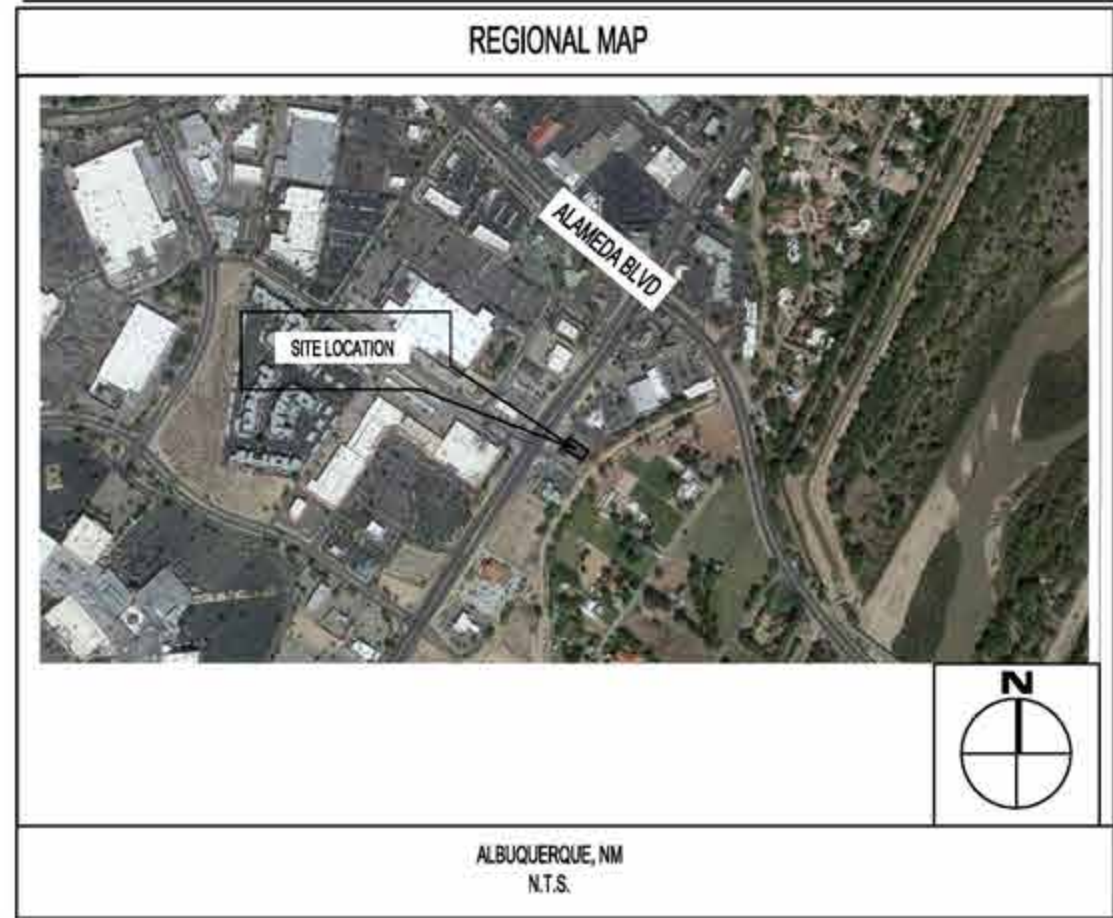 REGIONAL MAP
ALAMEDA BLVD
SITE LOCATION
N
ALBUQUERQUE, NM
N.T.S.